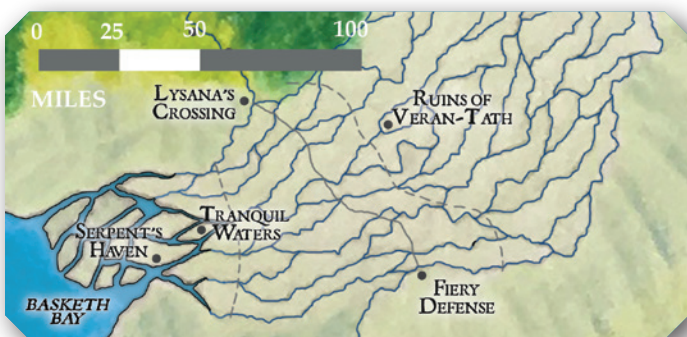 0 25 50 100
MILES
LYSANA'S
CROSSING
RUINS OF
VERAN-TATH
TRANQUIL
WATERS
SERPENT'S
HAVEN
FIERY
DEFENSE
BASKETH
BAY